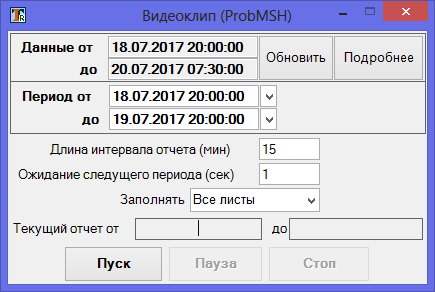 Видеоклип (ProbMSH)
Данные от 18.07.2017 20:00:00
до 20.07.2017 07:30:00
Обновить Подробнее
Период от 18.07.2017 20:00:00
до 19.07.2017 20:00:00
Длина интервала отчета (мин) 15
Ожидание следущего периода (сек) 1
Заполнять Все листы
Текущий отчет от до
Пуск Пауза Стоп